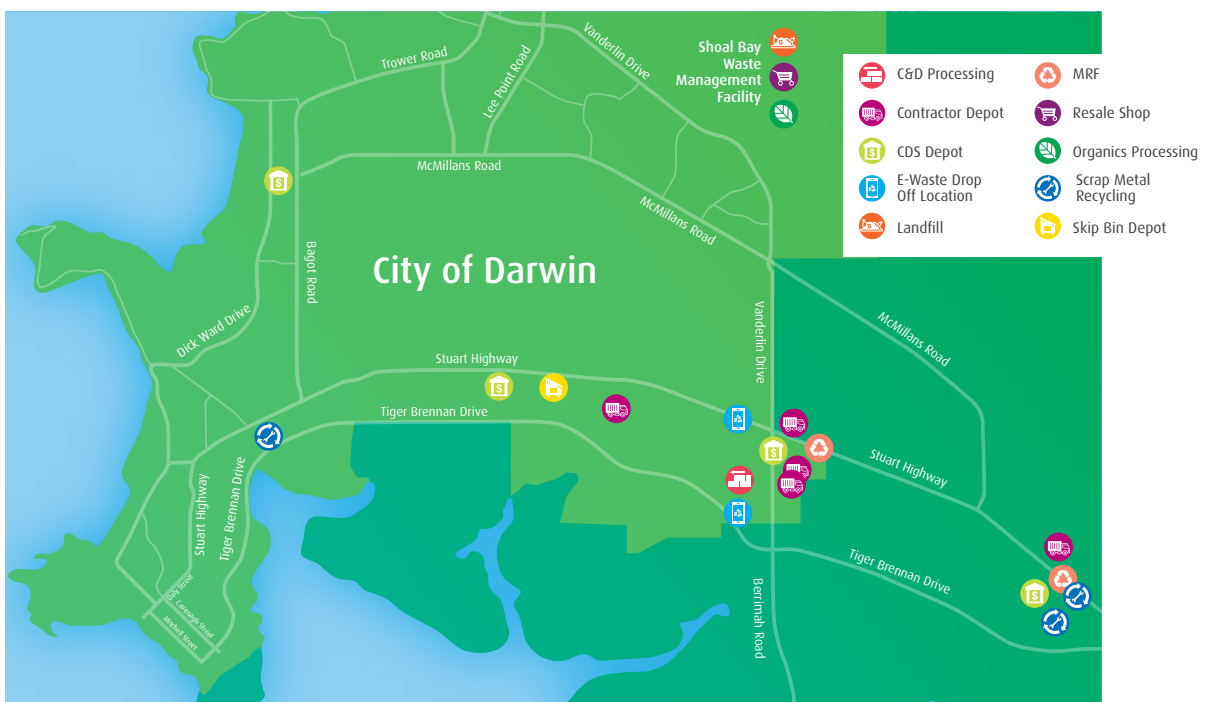 Trower Road
Lee Point Road
Vanderlin Drive
Shoal Bay
Waste
Management
Facility
C&D Processing
MRF
Contractor Depot
Resale Shop
CDS Depot
Organics Processing
E-Waste Drop
Off Location
Scrap Metal
Recycling
Landfill
Skip Bin Depot
McMillans Road
McMillans Road
Bagot Road
City of Darwin
Dick Ward Drive
Vanderlin Drive
McMillans Road
Stuart Highway
Tiger Brennan Drive
Stuart Highway
Stuart Highway
Tiger Brennan Drive
Tiger Brennan Drive
Berrimah Road
Daly Street
Cavenagh Street
Mitchell Street